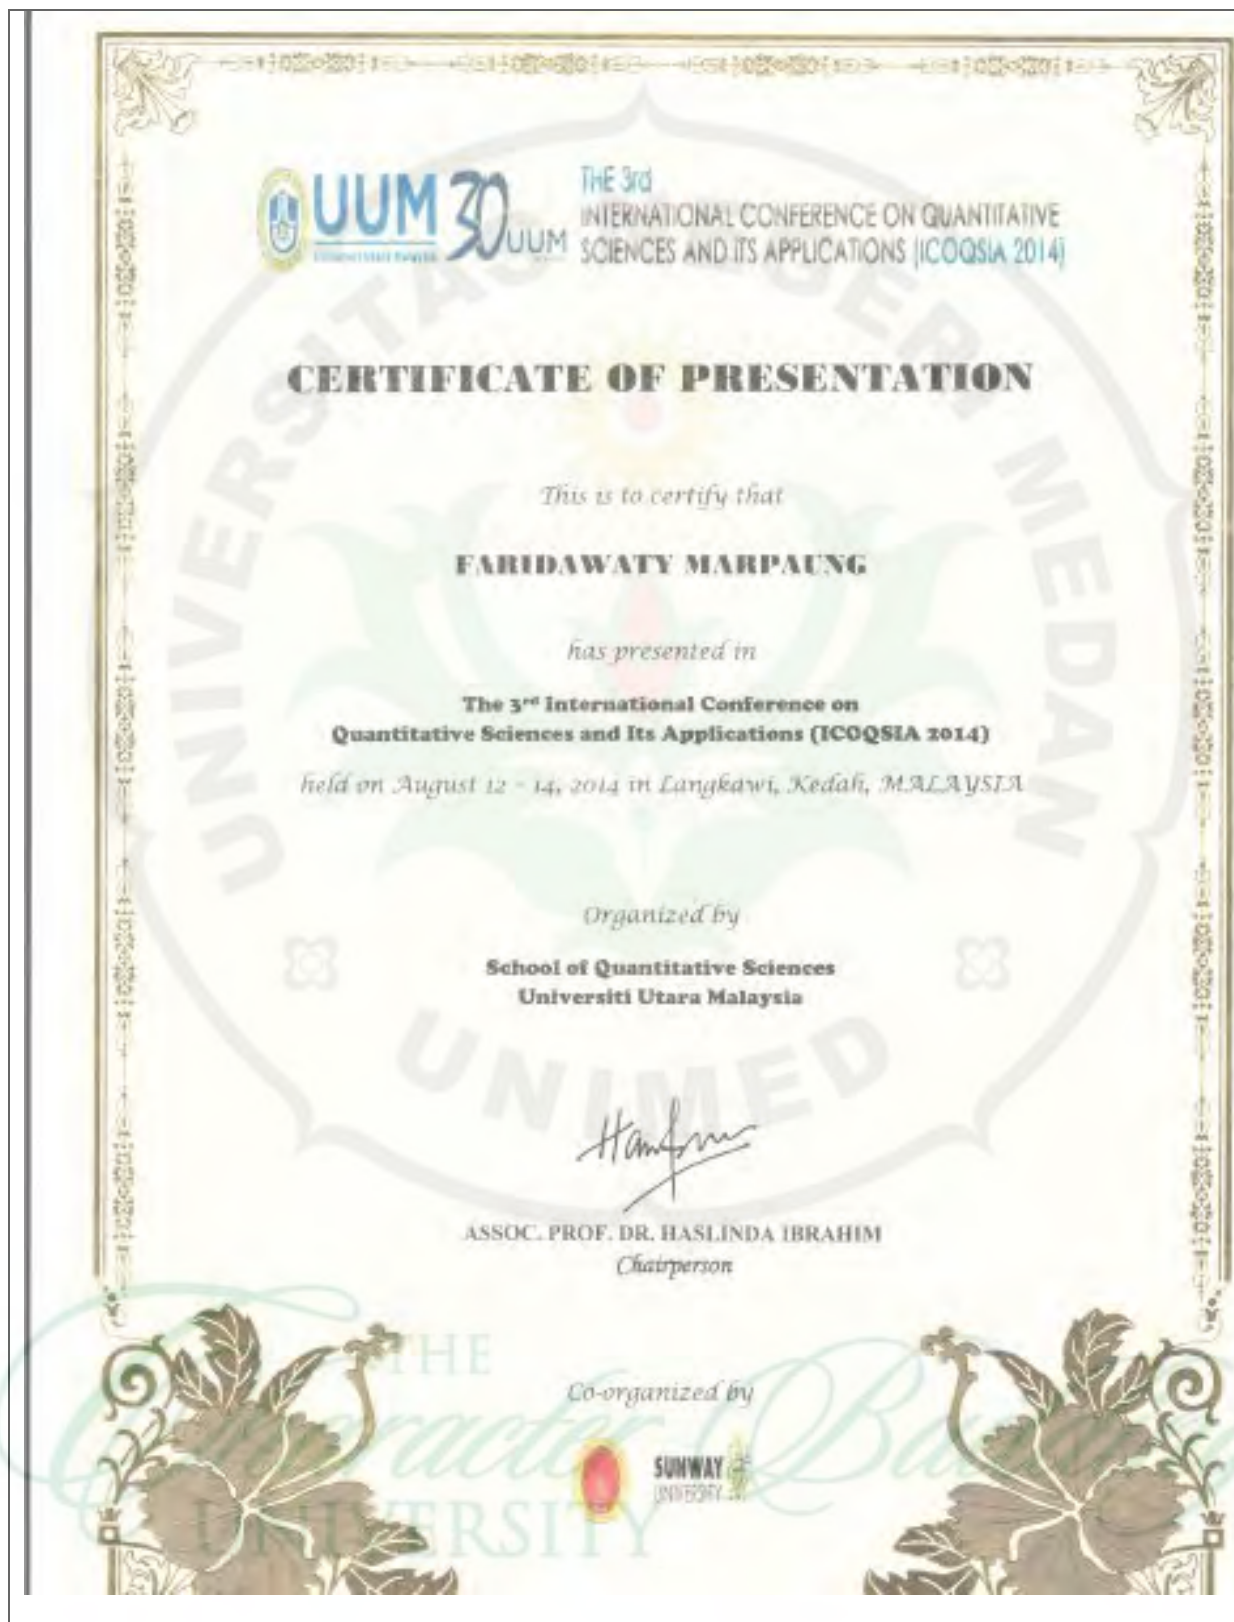 UUM
30
UUM
THE 3rd
INTERNATIONAL CONFERENCE ON QUANTITATIVE
SCIENCES AND ITS APPLICATIONS (ICOQSIA 2014)
CERTIFICATE OF PRESENTATION
This is to certify that
FARIDAWATY MARPAUNG
has presented in
The 3rd International Conference on
Quantitative Sciences and Its Applications (ICOQSIA 2014)
held on August 12 - 14, 2014 in Langkawi, Kedah, MALAYSIA
Organized by
School of Quantitative Sciences
Universiti Utara Malaysia
ASSOC. PROF. DR. HASLINDA IBRAHIM
Chairperson
Co-organized by
SUNWAY
UNIVERSITY
UNIVERSITAS NEGERI MEDAN
UNIMED
THE
Character Building
UNIVERSITY